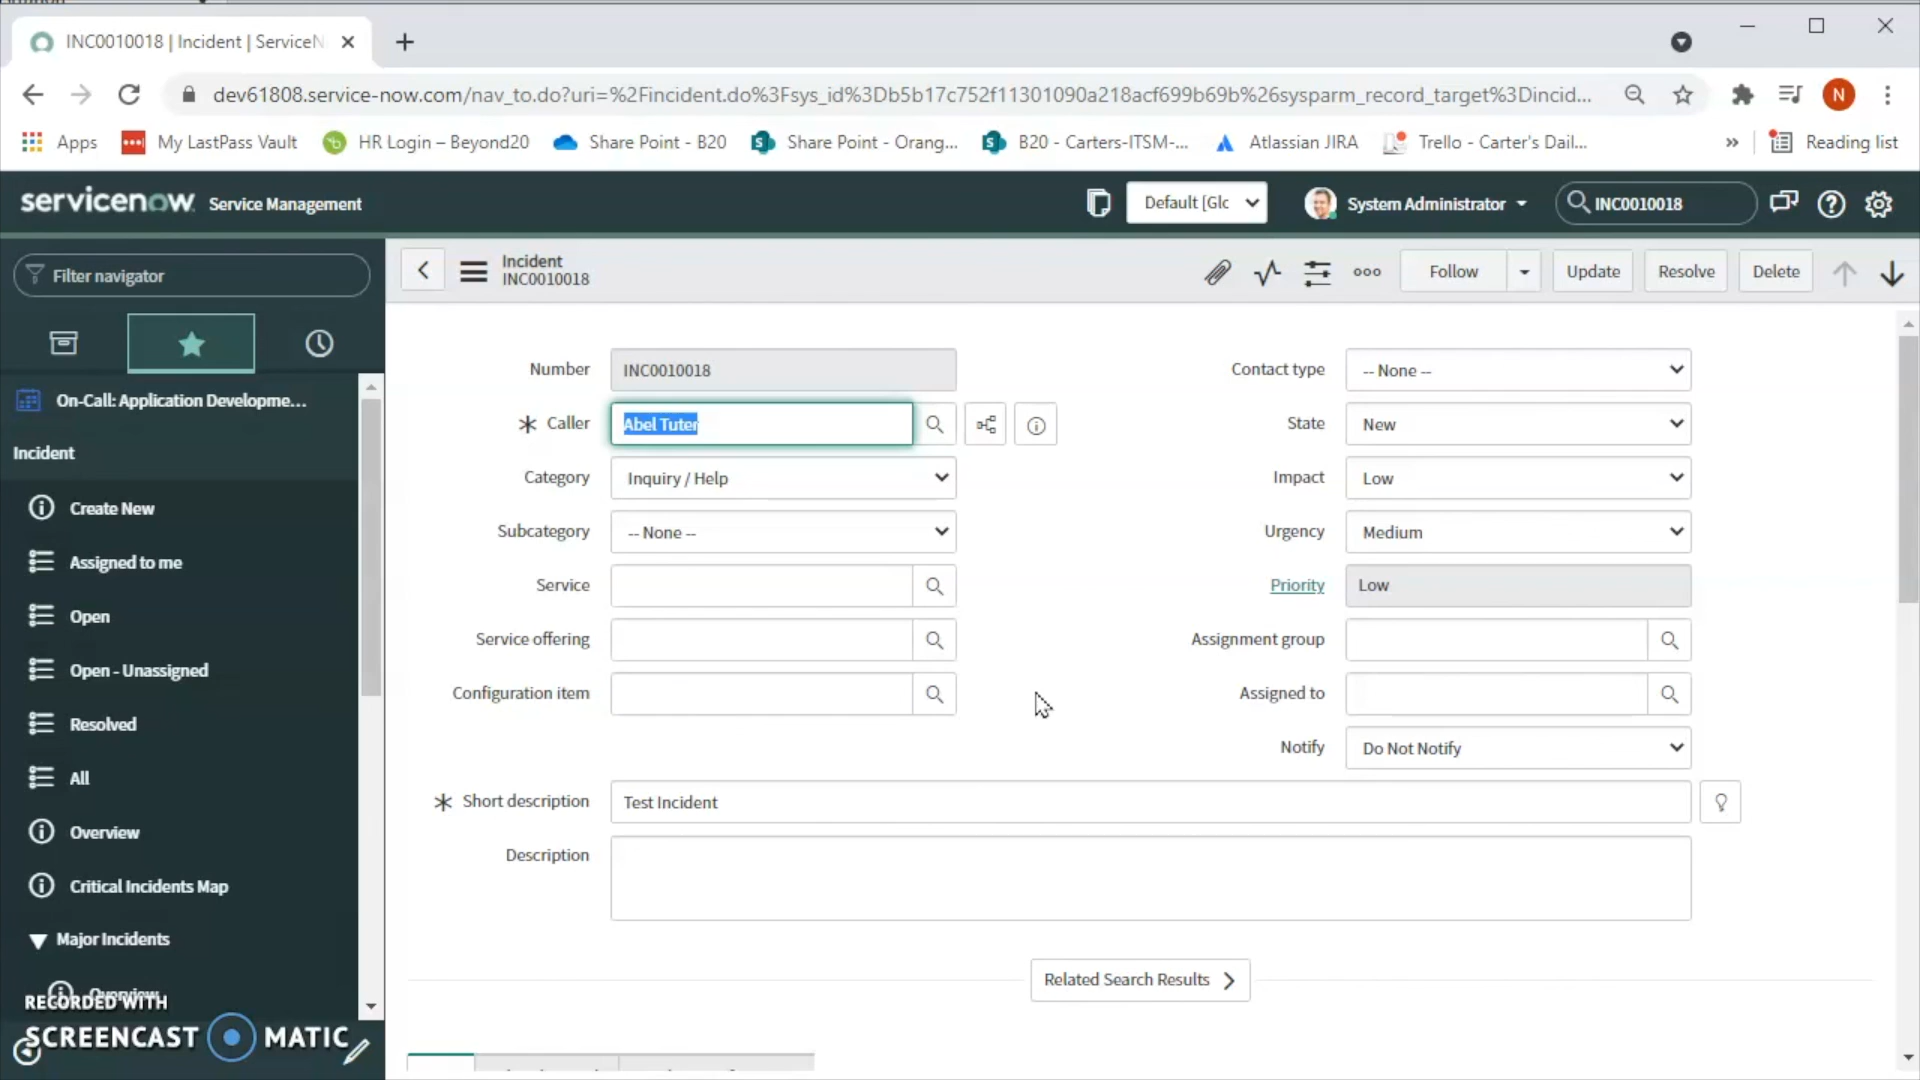 INC0010018 | Incident | ServiceN
dev61808.service-now.com/nav_to.do?uri=%2Fincident.do%3Fsys_id%3Db5b17c752f11301090a218acf699b69b%26sysparm_record_target%3Dincid...
N
Apps
My LastPass Vault
HR Login – Beyond20
Share Point - B20
Share Point - Orang...
B20 - Carters-ITSM-...
Atlassian JIRA
Trello - Carter's Dail...
»
Reading list
servicenow Service Management
Default [Glc
System Administrator
INC0010018
Filter navigator
Incident
INC0010018
Follow
Update
Resolve
Delete
On-Call: Application Developme...
Incident
Create New
Assigned to me
Open
Open - Unassigned
Resolved
All
Overview
Critical Incidents Map
Major Incidents
Overview
Number INC0010018
Caller Abel Tuter
Category Inquiry / Help
Subcategory -- None --
Service
Service offering
Configuration item
Contact type -- None --
State New
Impact Low
Urgency Medium
Priority Low
Assignment group
Assigned to
Notify Do Not Notify
Short description Test Incident
Description
Related Search Results
RECORDED WITH
SCREENCAST MATIC